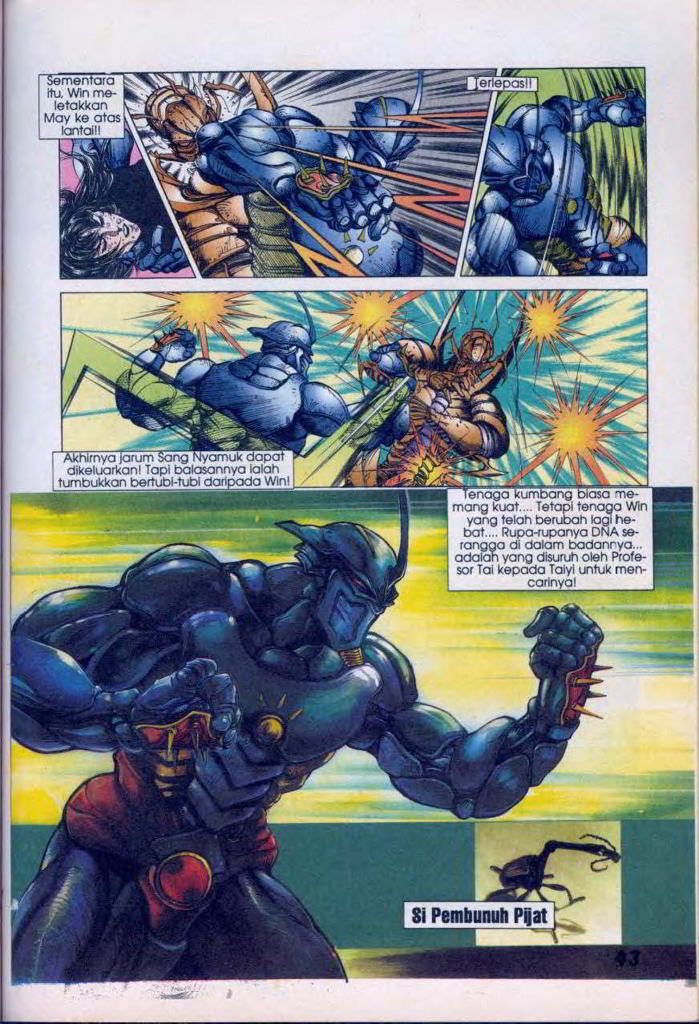 Sementara
itu, Win me-
letakkan
May ke atas
lantai!!
Terlepas!!
Akhirnya jarum Sang Nyamuk dapat
dikeluarkan! Tapi balasannya ialah
tumbukkan bertubi-tubi daripada Win!
Tenaga kumbang biasa me-
mang kuat.... Tetapi tenaga Win
yang telah berubah lagi he-
bat.... Rupa-rupanya DNA se-
rangga di dalam badannya...
adalah yang disuruh oleh Profe-
sor Tai kepada Taiyi untuk men-
carinya!
Si Pembunuh Pijat
43